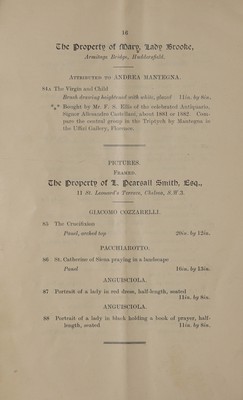 16
The Property of Mary, Lady Brooke,
Armitage Bridge, Huddersfield.
ATTRIBUTED TO ANDREA MANTEGNA.
84A The Virgin and Child
Brush drawing heightened with white, glazed 11in. by 6in.
*** Bought by Mr. F. S. Ellis of the celebrated Antiquario,
Signor Allesandro Castellani, about 1881 or 1882. Com-
pare the central group in the Triptych by Mantegna in
the Uffizi Gallery, Florence.
PICTURES.
FRAMED.
The Property of L. Pearsall Smith, Esq.,
11 St. Leonard's Terrace, Chelsea, S.W.3.
GIACOMO COZZARELLI.
85 The Crucifixion
Panel, arched top 28in. by 12in.
PACCHIAROTTO.
86 St. Catherine of Siena praying in a landscape
Panel 16in. by 13in.
ANGUISCIOLA.
87 Portrait of a lady in red dress, half-length, seated
11in. by 8in.
ANGUISCIOLA.
88 Portrait of a lady in black holding a book of prayer, half-
length, seated 11in. by 8in.